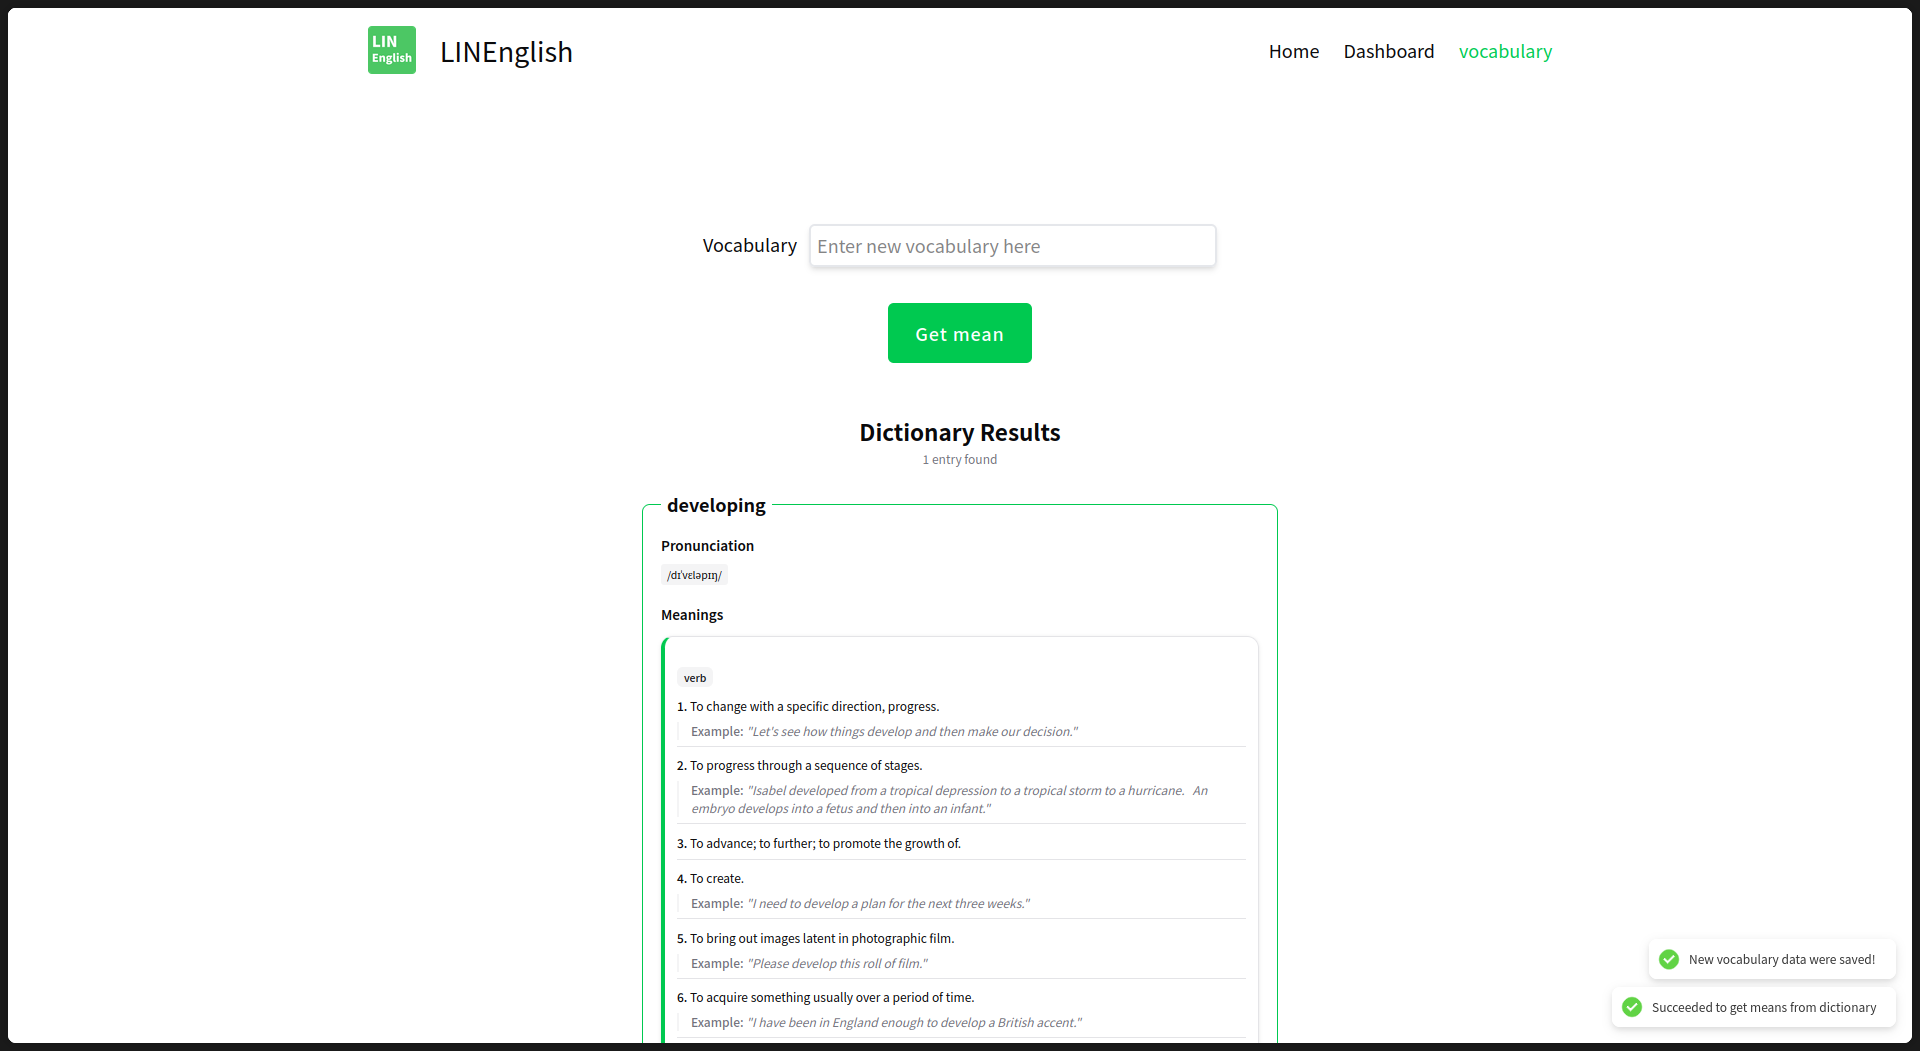 LIN
English
LINEnglish
Home Dashboard vocabulary
Vocabulary Enter new vocabulary here
Get mean
Dictionary Results
1 entry found
developing
Pronunciation
/dɪˈvɛləpɪŋ/
Meanings
verb
1. To change with a specific direction, progress.
Example: "Let's see how things develop and then make our decision."
2. To progress through a sequence of stages.
Example: "Isabel developed from a tropical depression to a tropical storm to a hurricane. An
embryo develops into a fetus and then into an infant."
3. To advance; to further; to promote the growth of.
4. To create.
Example: "I need to develop a plan for the next three weeks."
5. To bring out images latent in photographic film.
Example: "Please develop this roll of film."
6. To acquire something usually over a period of time.
Example: "I have been in England enough to develop a British accent."
New vocabulary data were saved!
Succeeded to get means from dictionary